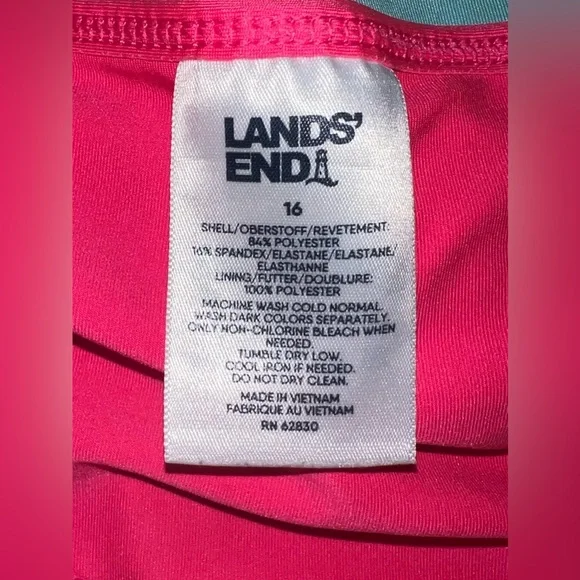 LANDS'
END
16
SHELL/OBERSTOFF/REVETEMENT:
84% POLYESTER
16% SPANDEX/ELASTANE/ELASTANE/
ELASTHANNE
LINING/FUTTER/DOUBLURE:
100% POLYESTER
MACHINE WASH COLD NORMAL.
WASH DARK COLORS SEPARATELY.
ONLY NON-CHLORINE BLEACH WHEN
NEEDED.
TUMBLE DRY LOW.
COOL IRON IF NEEDED.
DO NOT DRY CLEAN.
MADE IN VIETNAM
FABRIQUE AU VIETNAM
RN 62830